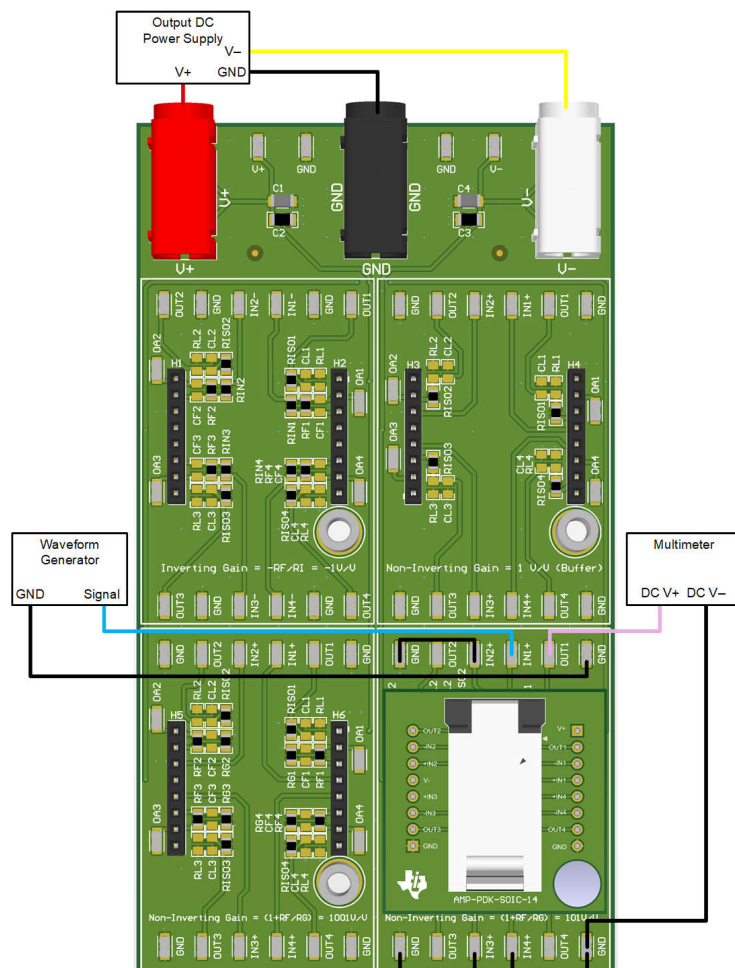 Output DC
Power Supply
V–
V+
GND
V+
GND
GND
V-
C1
C4
C2
C3
V+
GND
GND
V-
V+
GND
V-
OUT2
GND
IN2-
IN1-
GND
OUT1
GND
OUT2
IN2+
IN1+
OUT1
GND
OA2
H1
RL2
CL2
RISO2
RIN2
CF2
RF2
RISO1
CL1
RL1
H2
OA1
RIN1
RF1
CF1
OA2
H3
RL2
CL2
RISO2
CL1
RL1
H4
RISO1
OA1
OA3
CF3
RF3
RIN3
RL3
CL3
RISO3
RIN4
RF4
CF4
OA4
RISO4
CL4
RL4
OA3
RISO3
RL3
CL3
CL4
RL4
RISO4
OA4
Waveform
Generator
GND
Signal
Multimeter
DC V+
DC V–
Inverting Gain = -RF/RI = -1V/V
Non-Inverting Gain = 1 V/V (Buffer)
OUT3
GND
IN3-
IN4-
GND
OUT4
GND
OUT3
IN3+
IN4+
OUT4
GND
GND
OUT2
IN2+
IN1+
OUT1
GND
GND
OUT2
IN2+
IN1+
OUT1
GND
OA2
H5
RL2
CL2
RISO2
RF2
CF2
RG2
RISO1
CL1
RL1
H6
OA1
RG1
CF1
RF1
OA3
RF3
CF3
RG3
RL3
CL3
RISO3
RG4
CF4
RF4
OA4
RISO4
CL4
RL4
OUT2
V+
-IN2
OUT1
+IN2
-IN1
V-
+IN1
+IN3
+IN4
-IN3
-IN4
OUT3
OUT4
GND
GND
AMP-PDK-SOIC-14
Non-Inverting Gain = (1+RF/RG) = 1001V/V
Non-Inverting Gain = (1+RF/RG) = 101V/V
GND
OUT3
IN3+
IN4+
OUT4
GND
GND
OUT3
IN3+
IN4+
OUT4
GND